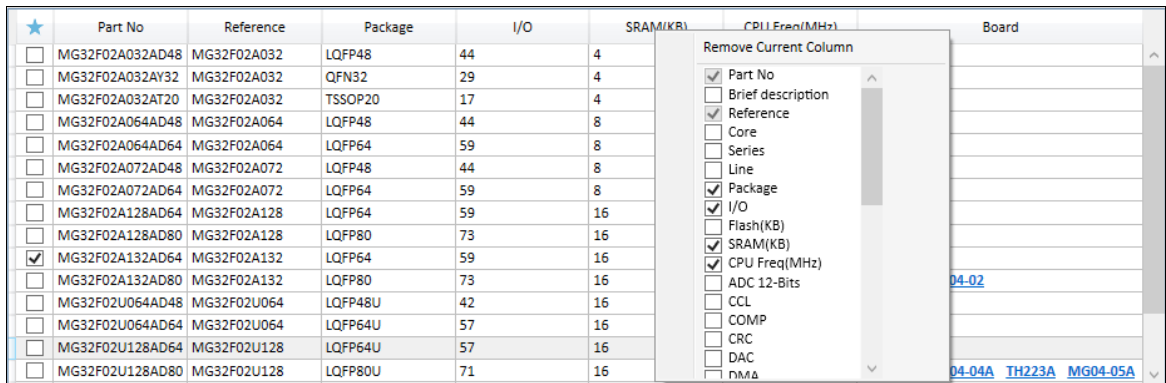 Part No Reference Package I/O SRAM(KB) CPU Freq(MHz) Board
Remove Current Column
MG32F02A032AD48 MG32F02A032 LQFP48 44 4
MG32F02A032AY32 MG32F02A032 QFN32 29 4
MG32F02A032AT20 MG32F02A032 TSSOP20 17 4
MG32F02A064AD48 MG32F02A064 LQFP48 44 8
MG32F02A064AD64 MG32F02A064 LQFP64 59 8
MG32F02A072AD48 MG32F02A072 LQFP48 44 8
MG32F02A072AD64 MG32F02A072 LQFP64 59 8
MG32F02A128AD64 MG32F02A128 LQFP64 59 16
MG32F02A128AD80 MG32F02A128 LQFP80 73 16
MG32F02A132AD64 MG32F02A132 LQFP64 59 16
MG32F02A132AD80 MG32F02A132 LQFP80 73 16 04-02
MG32F02U064AD48 MG32F02U064 LQFP48U 42 16
MG32F02U064AD64 MG32F02U064 LQFP64U 57 16
MG32F02U128AD64 MG32F02U128 LQFP64U 57 16
MG32F02U128AD80 MG32F02U128 LQFP80U 71 16 04-04A TH223A MG04-05A
Part No
Brief description
Reference
Core
Series
Line
Package
I/O
Flash(KB)
SRAM(KB)
CPU Freq(MHz)
ADC 12-Bits
CCL
COMP
CRC
DAC
DMA